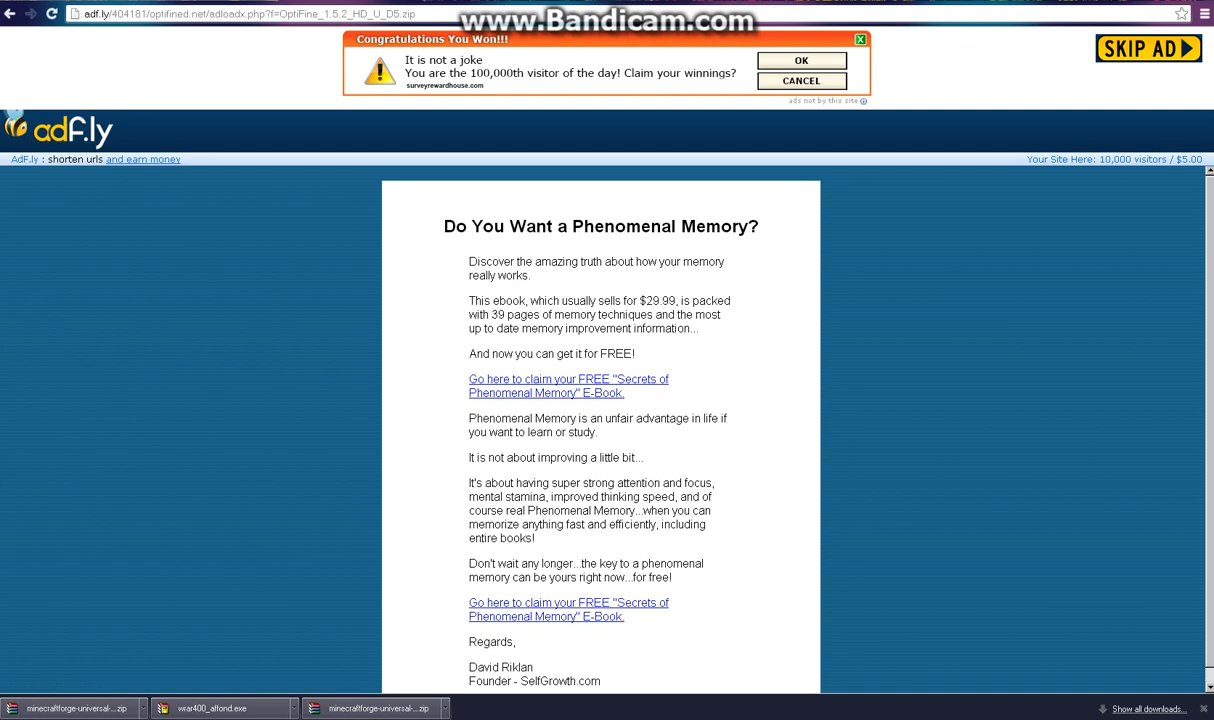 adf.ly/404181/optifined.net/adloadx.php?f=OptiFine_1.5.2_HD_U_D5.zip
www.Bandicam.com
Congratulations You Won!!!
X
It is not a joke
You are the 100,000th visitor of the day! Claim your winnings?
surveyrewardhouse.com
OK
CANCEL
ads not by this site
SKIP AD
adf.ly
AdF.ly : shorten urls and earn money
Your Site Here: 10,000 visitors / $5.00
Do You Want a Phenomenal Memory?
Discover the amazing truth about how your memory
really works.
This ebook, which usually sells for $29.99, is packed
with 39 pages of memory techniques and the most
up to date memory improvement information...
And now you can get it for FREE!
Go here to claim your FREE "Secrets of
Phenomenal Memory" E-Book.
Phenomenal Memory is an unfair advantage in life if
you want to learn or study.
It is not about improving a little bit...
It's about having super strong attention and focus,
mental stamina, improved thinking speed, and of
course real Phenomenal Memory...when you can
memorize anything fast and efficiently, including
entire books!
Don't wait any longer...the key to a phenomenal
memory can be yours right now...for free!
Go here to claim your FREE "Secrets of
Phenomenal Memory" E-Book.
Regards,
David Riklan
Founder - SelfGrowth.com
minecraftforge-universal-....zip
wrar400_affond.exe
minecraftforge-universal-....zip
Show all downloads...